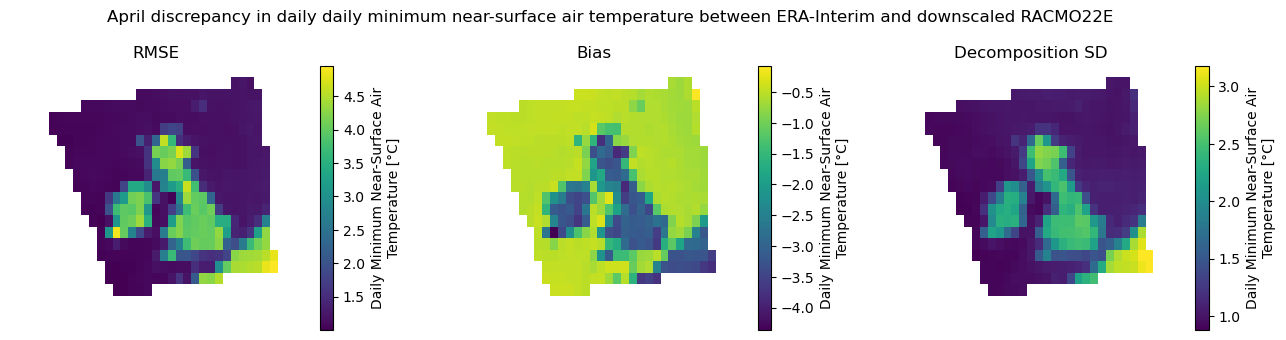 April discrepancy in daily daily minimum near-surface air temperature between ERA-Interim and downscaled RACMO22E
RMSE
4.5
4.0
3.5
3.0
2.5
2.0
1.5
Daily Minimum Near-Surface Air
Temperature [°C]
Bias
−0.5
−1.0
−1.5
−2.0
−2.5
−3.0
−3.5
−4.0
Daily Minimum Near-Surface Air
Temperature [°C]
Decomposition SD
3.0
2.5
2.0
1.5
1.0
Daily Minimum Near-Surface Air
Temperature [°C]